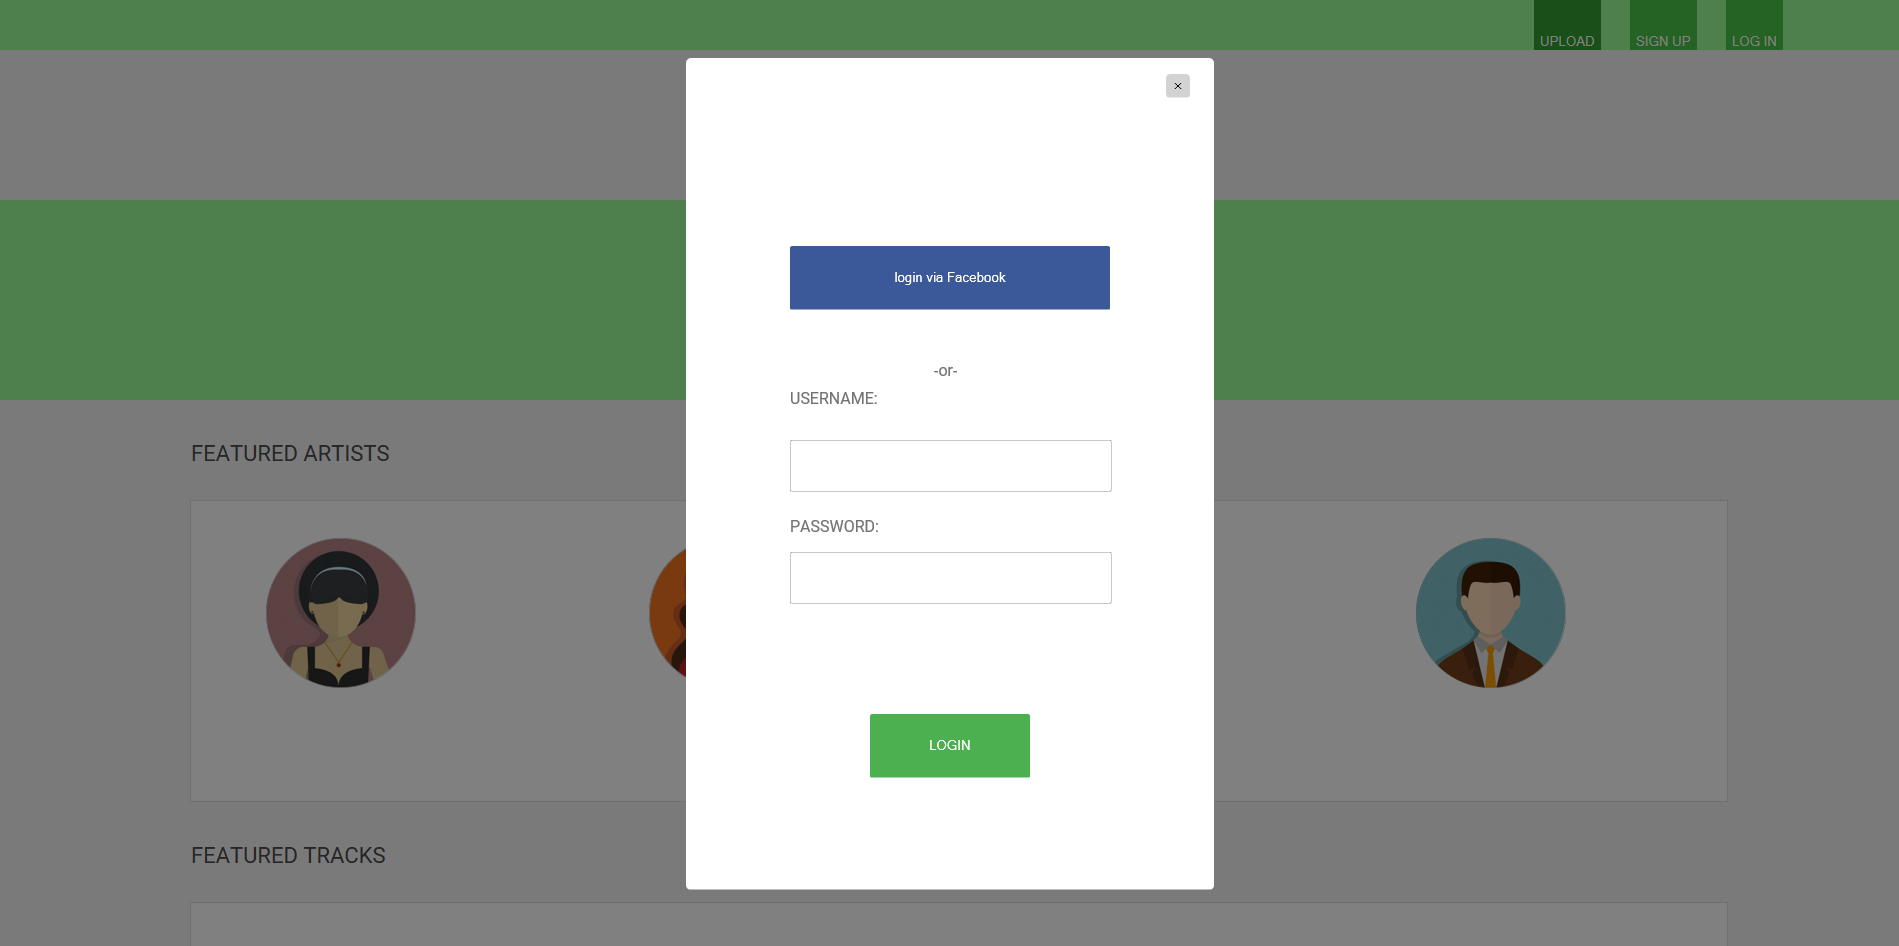 UPLOAD SIGN UP LOG IN
×
login via Facebook
-or-
USERNAME:
FEATURED ARTISTS
PASSWORD:
LOGIN
FEATURED TRACKS